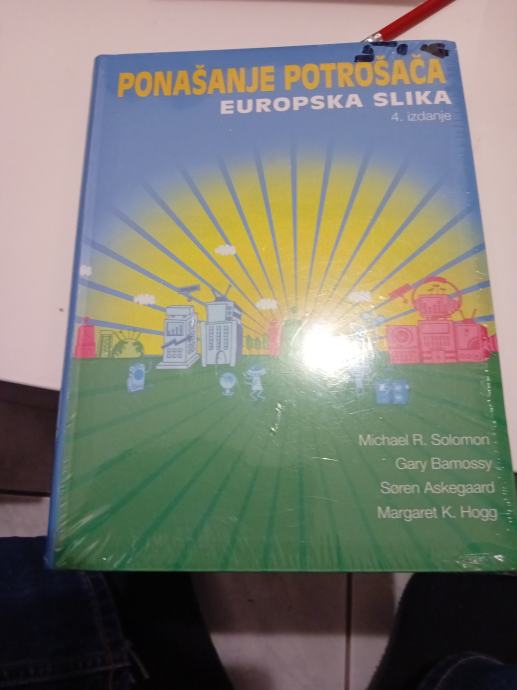 PONAŠANJE POTROŠAČA
EUROPSKA SLIKA
4. izdanje
Michael R. Solomon
Gary Bamossy
Søren Askegaard
Margaret K. Hogg